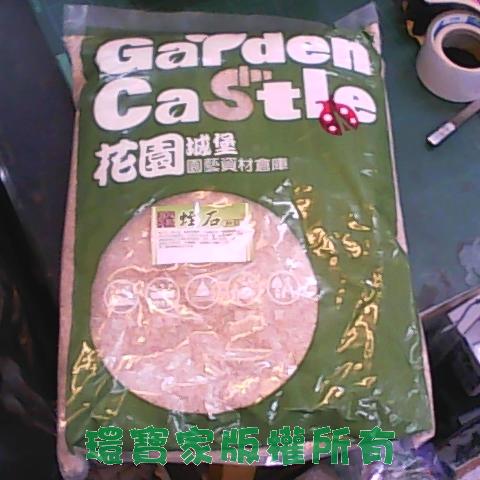 Garden
Castle
花園城堡
園藝資材倉庫
蛭石
環寶家版權所有